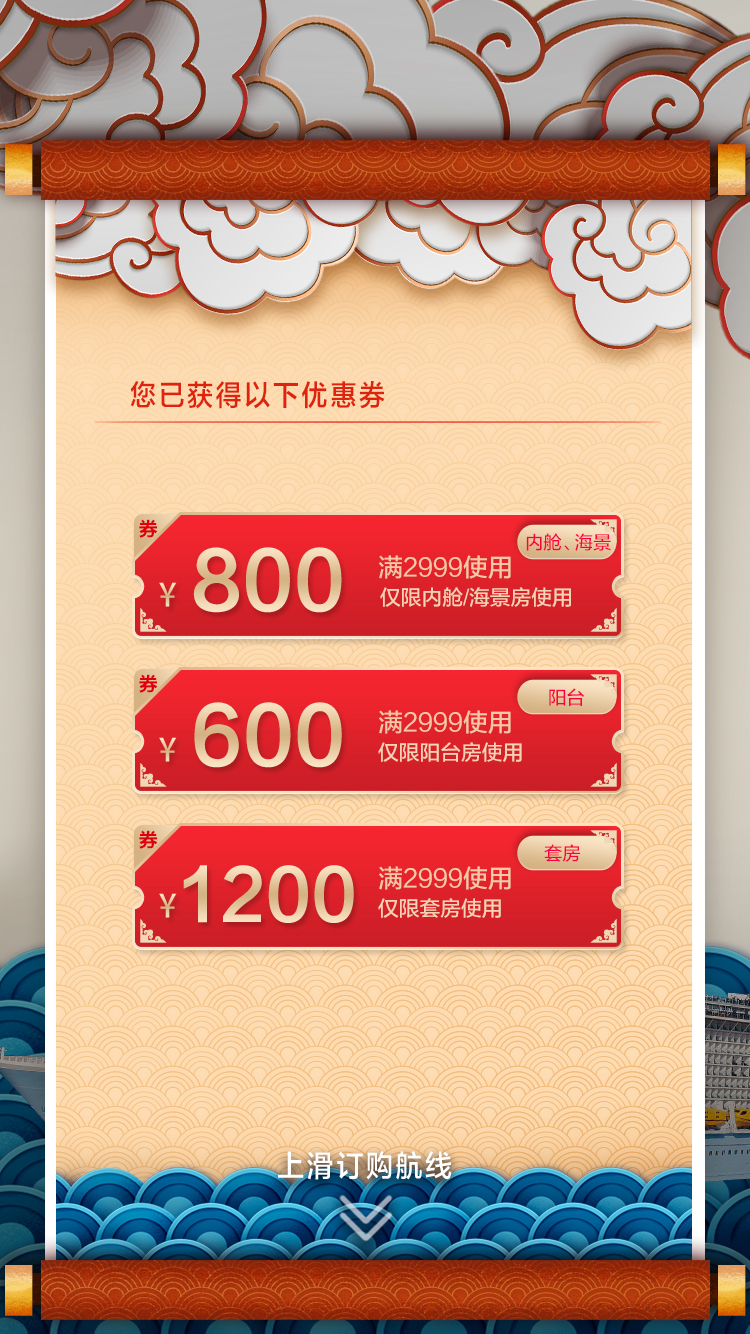 您已获得以下优惠券
券
内舱、海景
¥ 800
满2999使用
仅限内舱/海景房使用
券
阳台
¥ 600
满2999使用
仅限阳台房使用
券
套房
¥ 1200
满2999使用
仅限套房使用
上滑订购航线